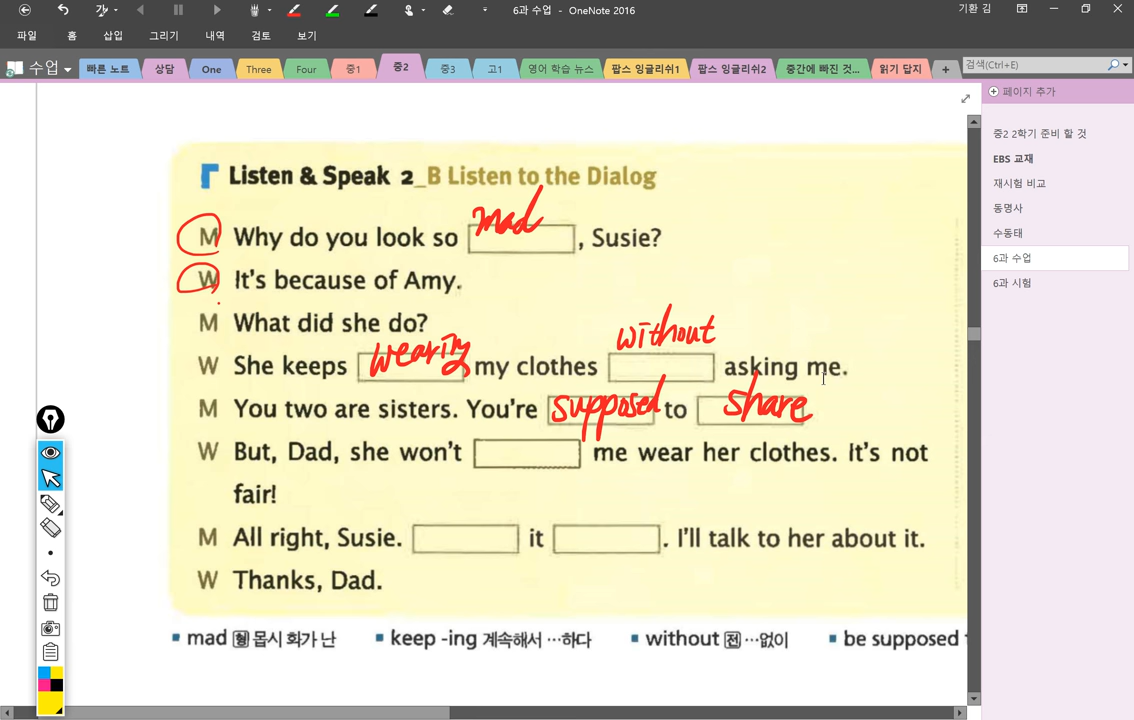 6과 수업 - OneNote 2016
기환 김
파일 홈 삽입 그리기 내역 검토 보기
수업 빠른 노트 상담 One Three Four 중1 중2 중3 고1 영어 학습 뉴스 팝스 잉글리쉬1 팝스 잉글리쉬2 중간에 빠진 것... 읽기 답지 +
검색(Ctrl+E)
페이지 추가
중2 2학기 준비 할 것
EBS 교재
재시험 비교
동명사
수동태
6과 수업
6과 시험
Listen & Speak 2_B Listen to the Dialog
M Why do you look so mad, Susie?
W It's because of Amy.
M What did she do?
W She keeps wearing my clothes without asking me.
M You two are sisters. You're supposed to share
W But, Dad, she won't me wear her clothes. It's not
fair!
M All right, Susie. it . I'll talk to her about it.
W Thanks, Dad.
▪ mad 형 몹시 화가 난 ▪ keep -ing 계속해서 …하다 ▪ without 전 …없이 ▪ be supposed